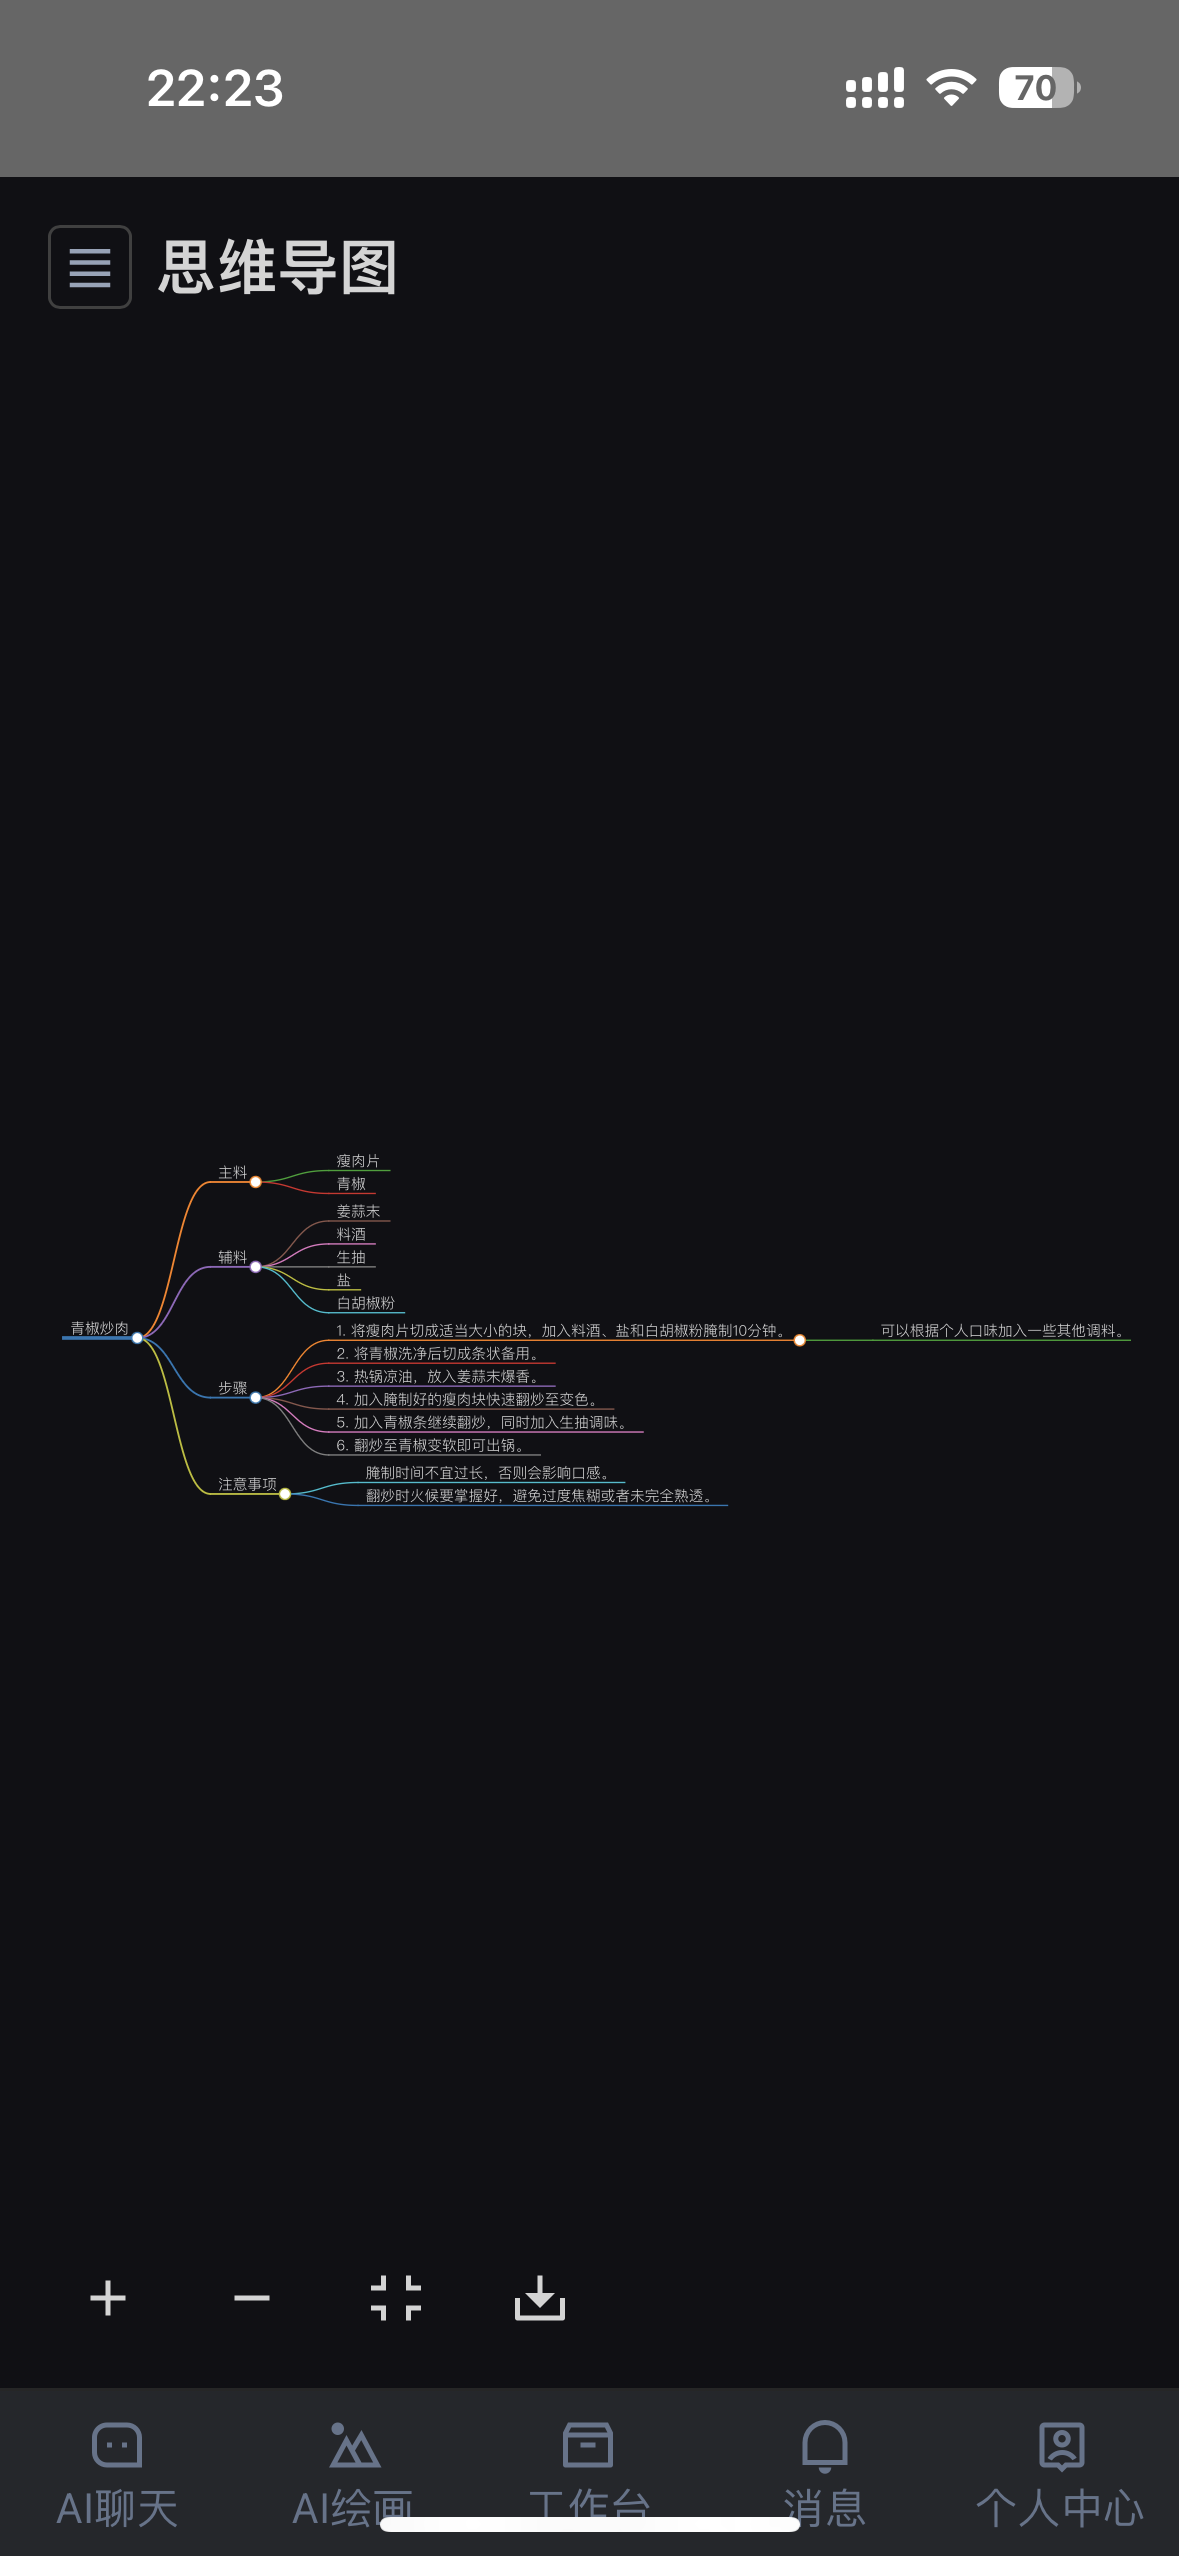 22:23
70
思维导图
瘦肉片
主料
青椒
姜蒜末
料酒
辅料
生抽
盐
白胡椒粉
青椒炒肉
1. 将瘦肉片切成适当大小的块，加入料酒、盐和白胡椒粉腌制10分钟。
可以根据个人口味加入一些其他调料。
2. 将青椒洗净后切成条状备用。
3. 热锅凉油，放入姜蒜末爆香。
步骤
4. 加入腌制好的瘦肉块快速翻炒至变色。
5. 加入青椒条继续翻炒，同时加入生抽调味。
6. 翻炒至青椒变软即可出锅。
腌制时间不宜过长，否则会影响口感。
注意事项
翻炒时火候要掌握好，避免过度焦糊或者未完全熟透。
AI聊天
AI绘画
工作台
消息
个人中心